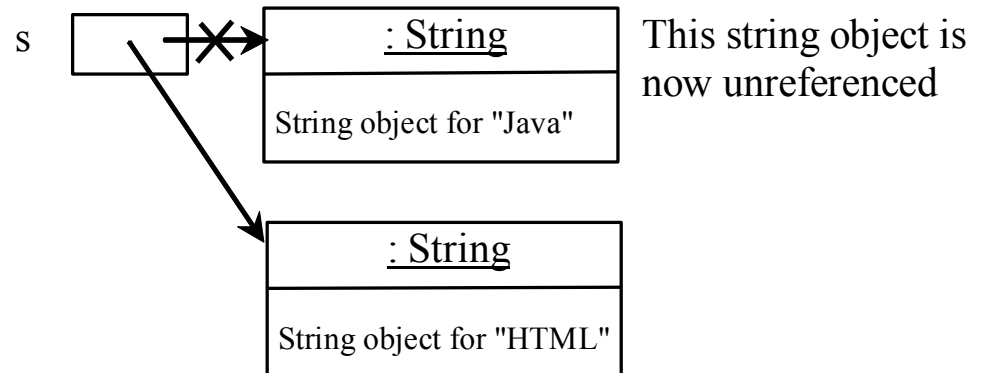 s
: String
This string object is
now unreferenced
String object for "Java"
: String
String object for "HTML"